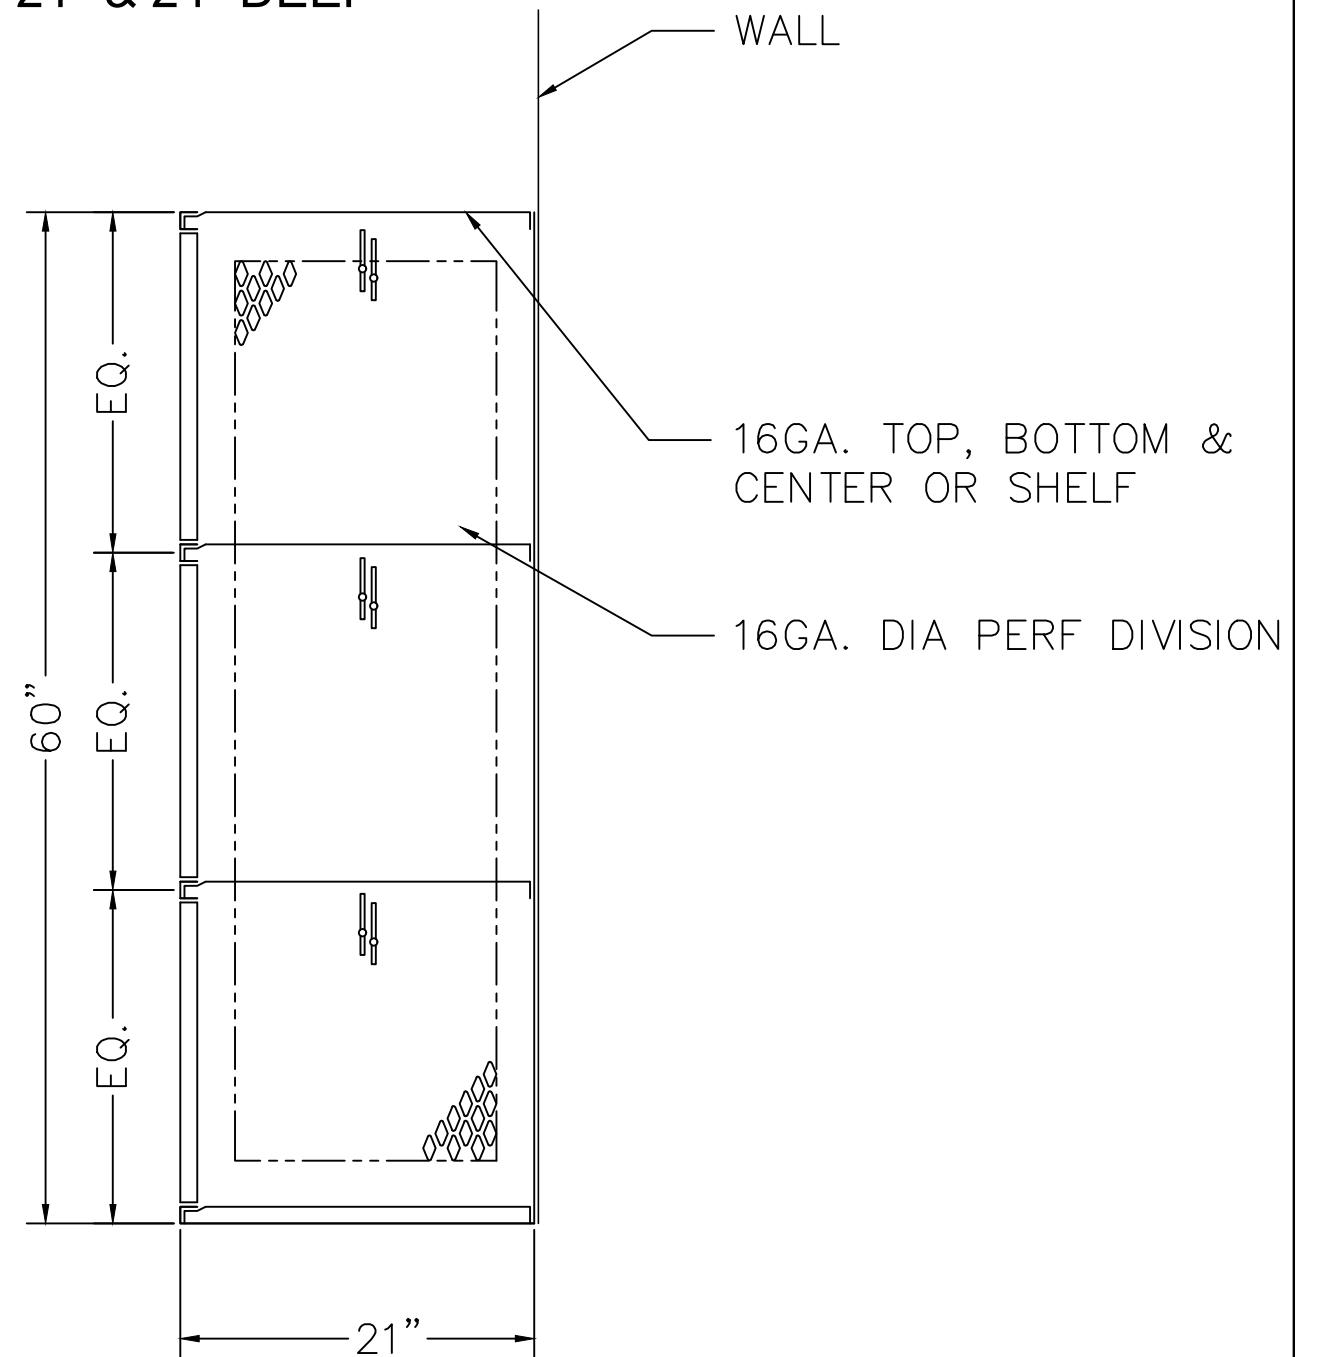 WALL
EQ.
16GA. TOP, BOTTOM &
CENTER OR SHELF
16GA. DIA PERF DIVISION
60”
EQ.
EQ.
21”